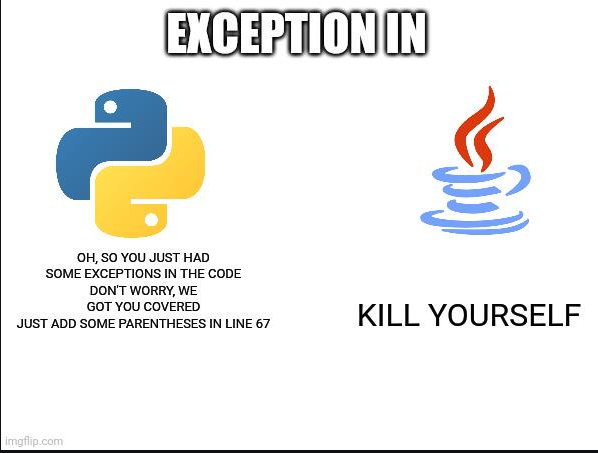 EXCEPTION IN
OH, SO YOU JUST HAD
SOME EXCEPTIONS IN THE CODE
DON'T WORRY, WE
GOT YOU COVERED
JUST ADD SOME PARENTHESES IN LINE 67
KILL YOURSELF
imgflip.com